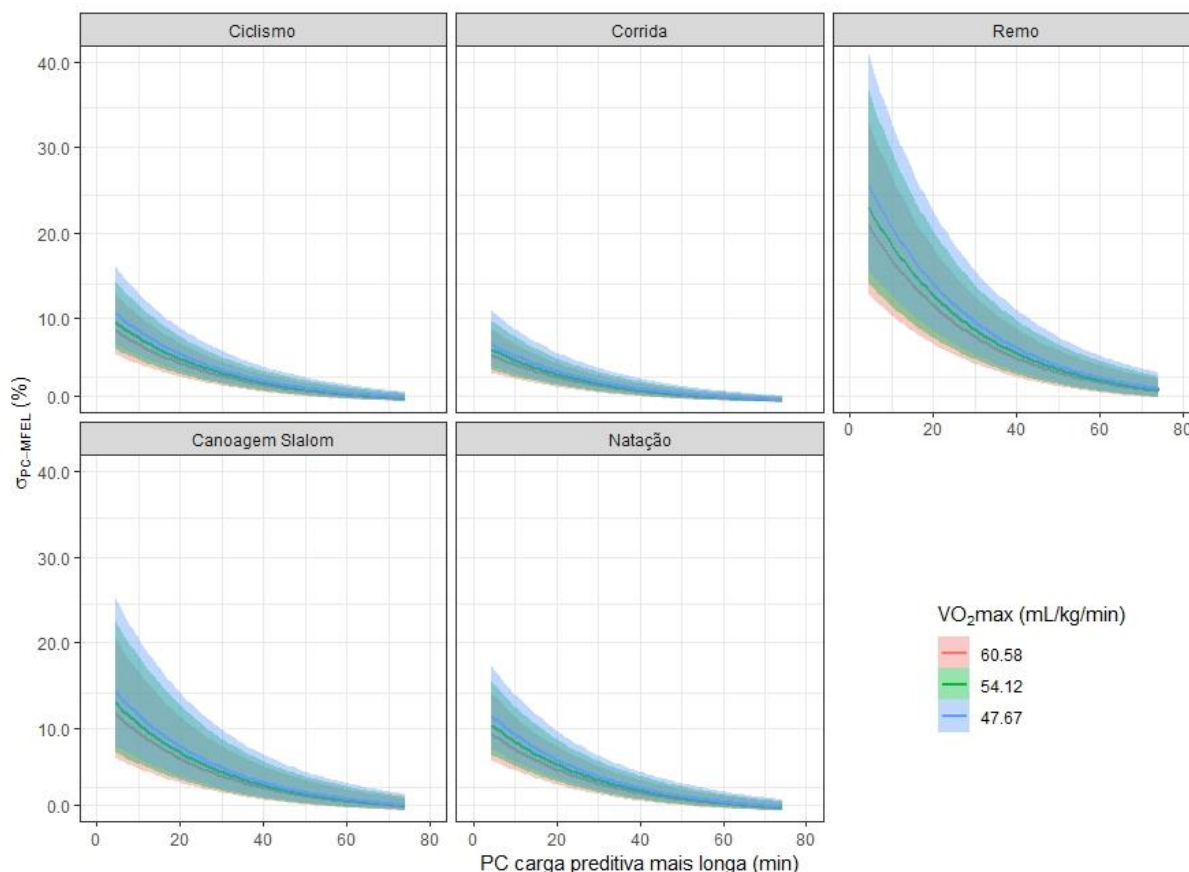 Ciclismo
Corrida
Remo
40.0
30.0
20.0
10.0
0.0
0 20 40 60 80
Canoagem Slalom
Natação
40.0
30.0
20.0
10.0
0.0
0 20 40 60 80
0 20 40 60 80
σPC−MFEL (%)
PC carga preditiva mais longa (min)
VO₂max (mL/kg/min)
60.58
54.12
47.67